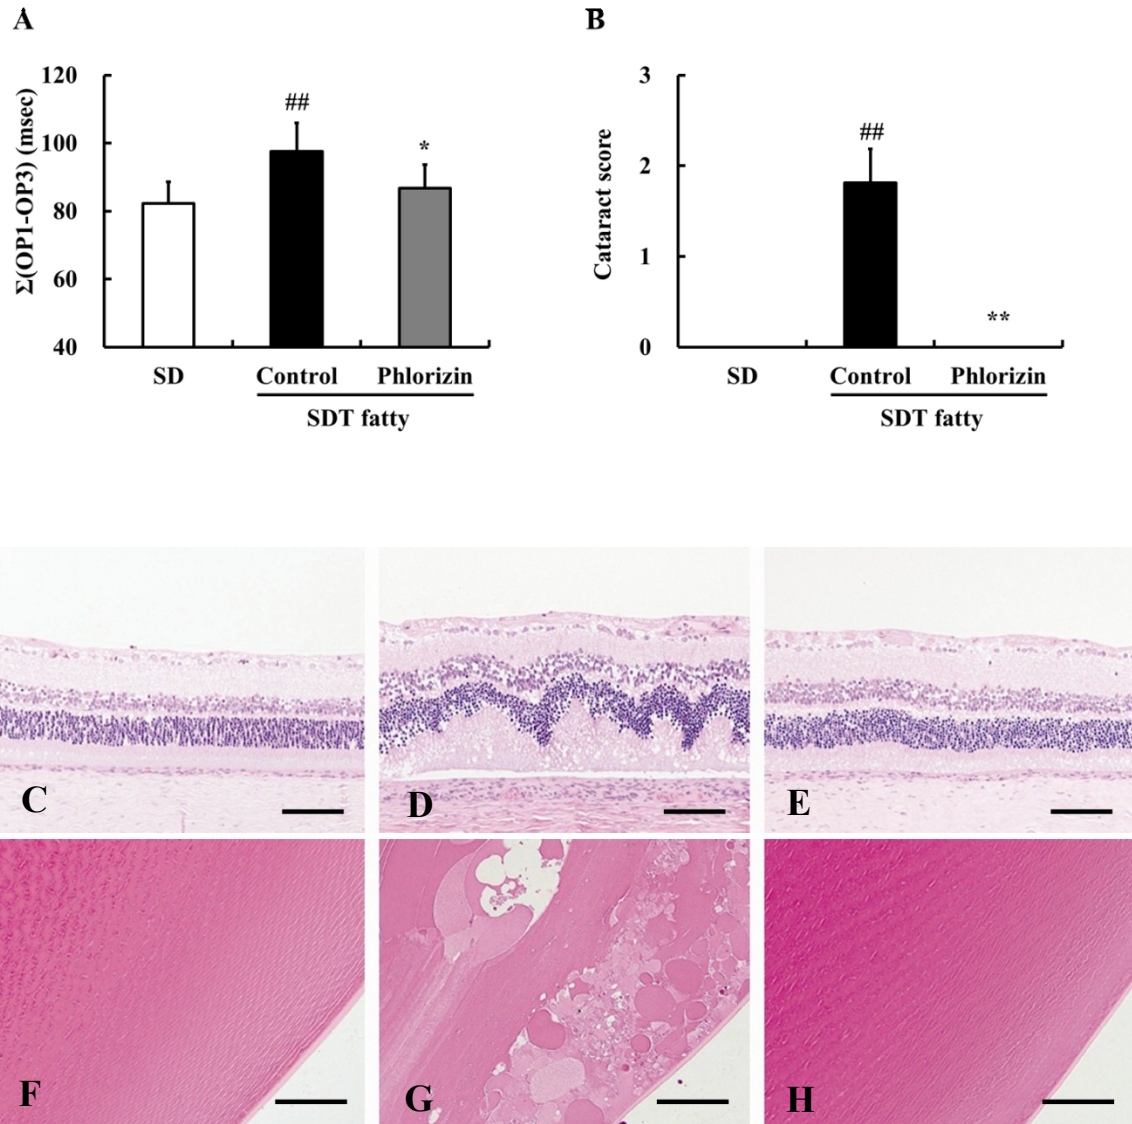 A
Σ(OP1-OP3) (msec)
120
100
80
60
40
##
*
SD
Control
Phlorizin
SDT fatty
B
Cataract score
3
2
1
0
##
**
SD
Control
Phlorizin
SDT fatty
C
D
E
F
G
H